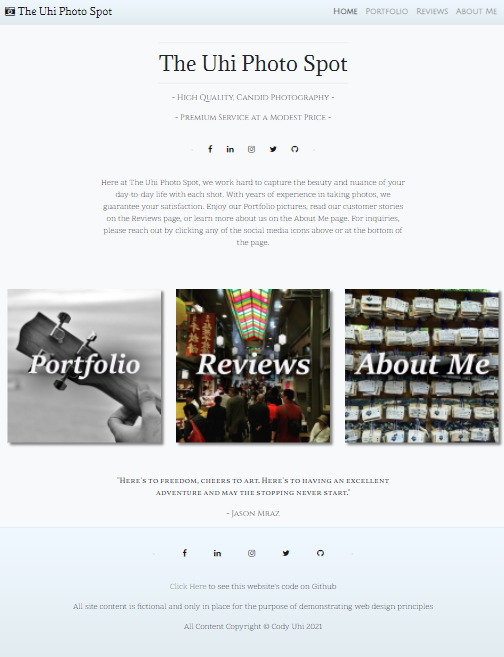 The Uhi Photo Spot
Home Portfolio Reviews About Me
The Uhi Photo Spot
- High Quality, Candid Photography -
- Premium Service at a Modest Price -
Here at The Uhi Photo Spot, we work hard to capture the beauty and nuance of your
day-to-day life with each shot. With years of experience in taking photos, we
guarantee your satisfaction. Enjoy our Portfolio pictures, read our customer stories
on the Reviews page, or learn more about us on the About Me page. For inquiries,
please reach out by clicking any of the social media icons above or at the bottom of
the page.
Portfolio
Reviews
About Me
"Here's to freedom, cheers to art. Here's to having an excellent
adventure and may the stopping never start."
- Jason Mraz
Click Here to see this website's code on Github
All site content is fictional and only in place for the purpose of demonstrating web design principles
All Content Copyright © Cody Uhi 2021